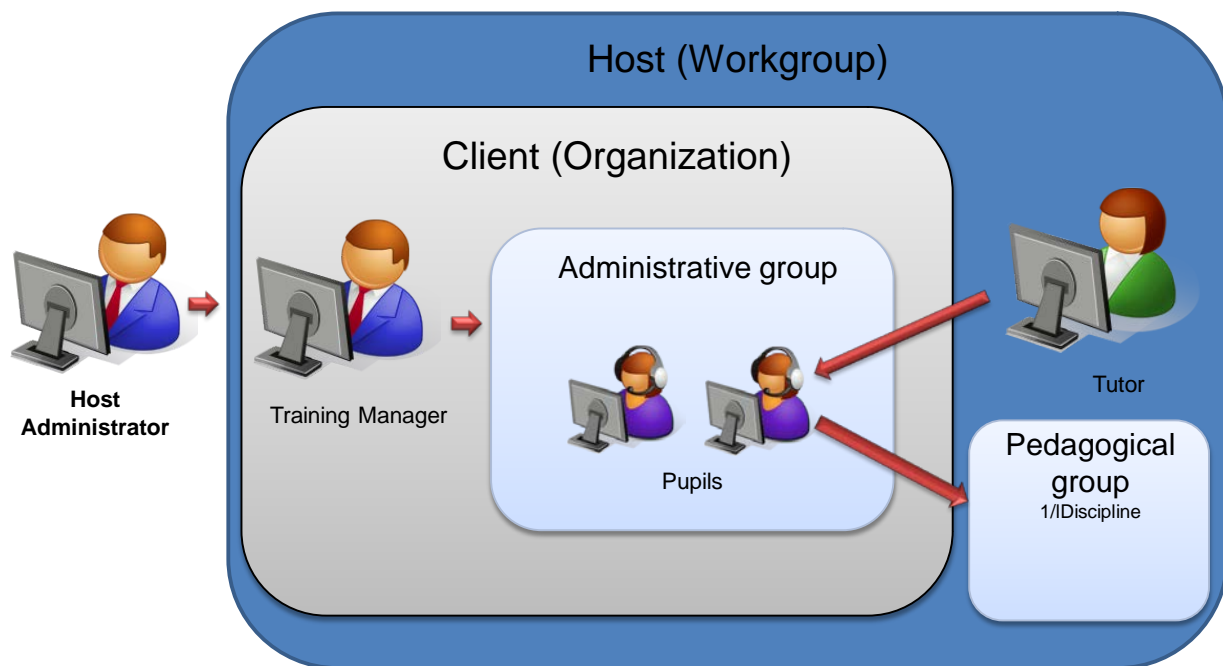 Host (Workgroup)
Client (Organization)
Administrative group
Host
Administrator
Training Manager
Pupils
Tutor
Pedagogical
group
1/lDiscipline